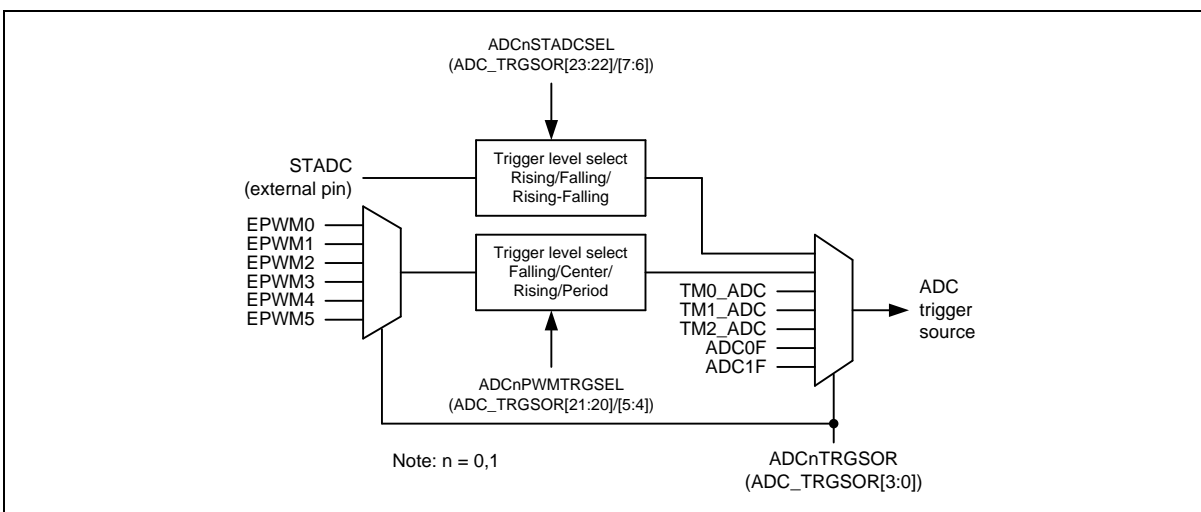 ADCnSTADCSEL
(ADC_TRGSOR[23:22]/[7:6])
STADC
(external pin)
Trigger level select
Rising/Falling/
Rising-Falling
EPWM0
EPWM1
EPWM2
EPWM3
EPWM4
EPWM5
Trigger level select
Falling/Center/
Rising/Period
TM0_ADC
TM1_ADC
TM2_ADC
ADC0F
ADC1F
ADC
trigger
source
ADCnPWMTRGSEL
(ADC_TRGSOR[21:20]/[5:4])
Note: n = 0,1
ADCnTRGSOR
(ADC_TRGSOR[3:0])